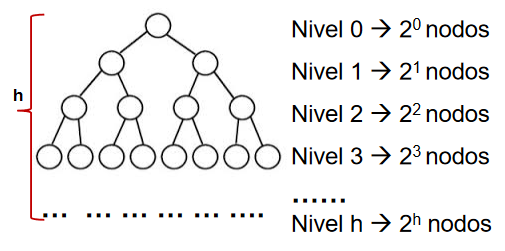 Nivel 0 → 2⁰ nodos
Nivel 1 → 2¹ nodos
h
Nivel 2 → 2² nodos
Nivel 3 → 2³ nodos
......
... ... ... ... ... ....
Nivel h → 2ʰ nodos